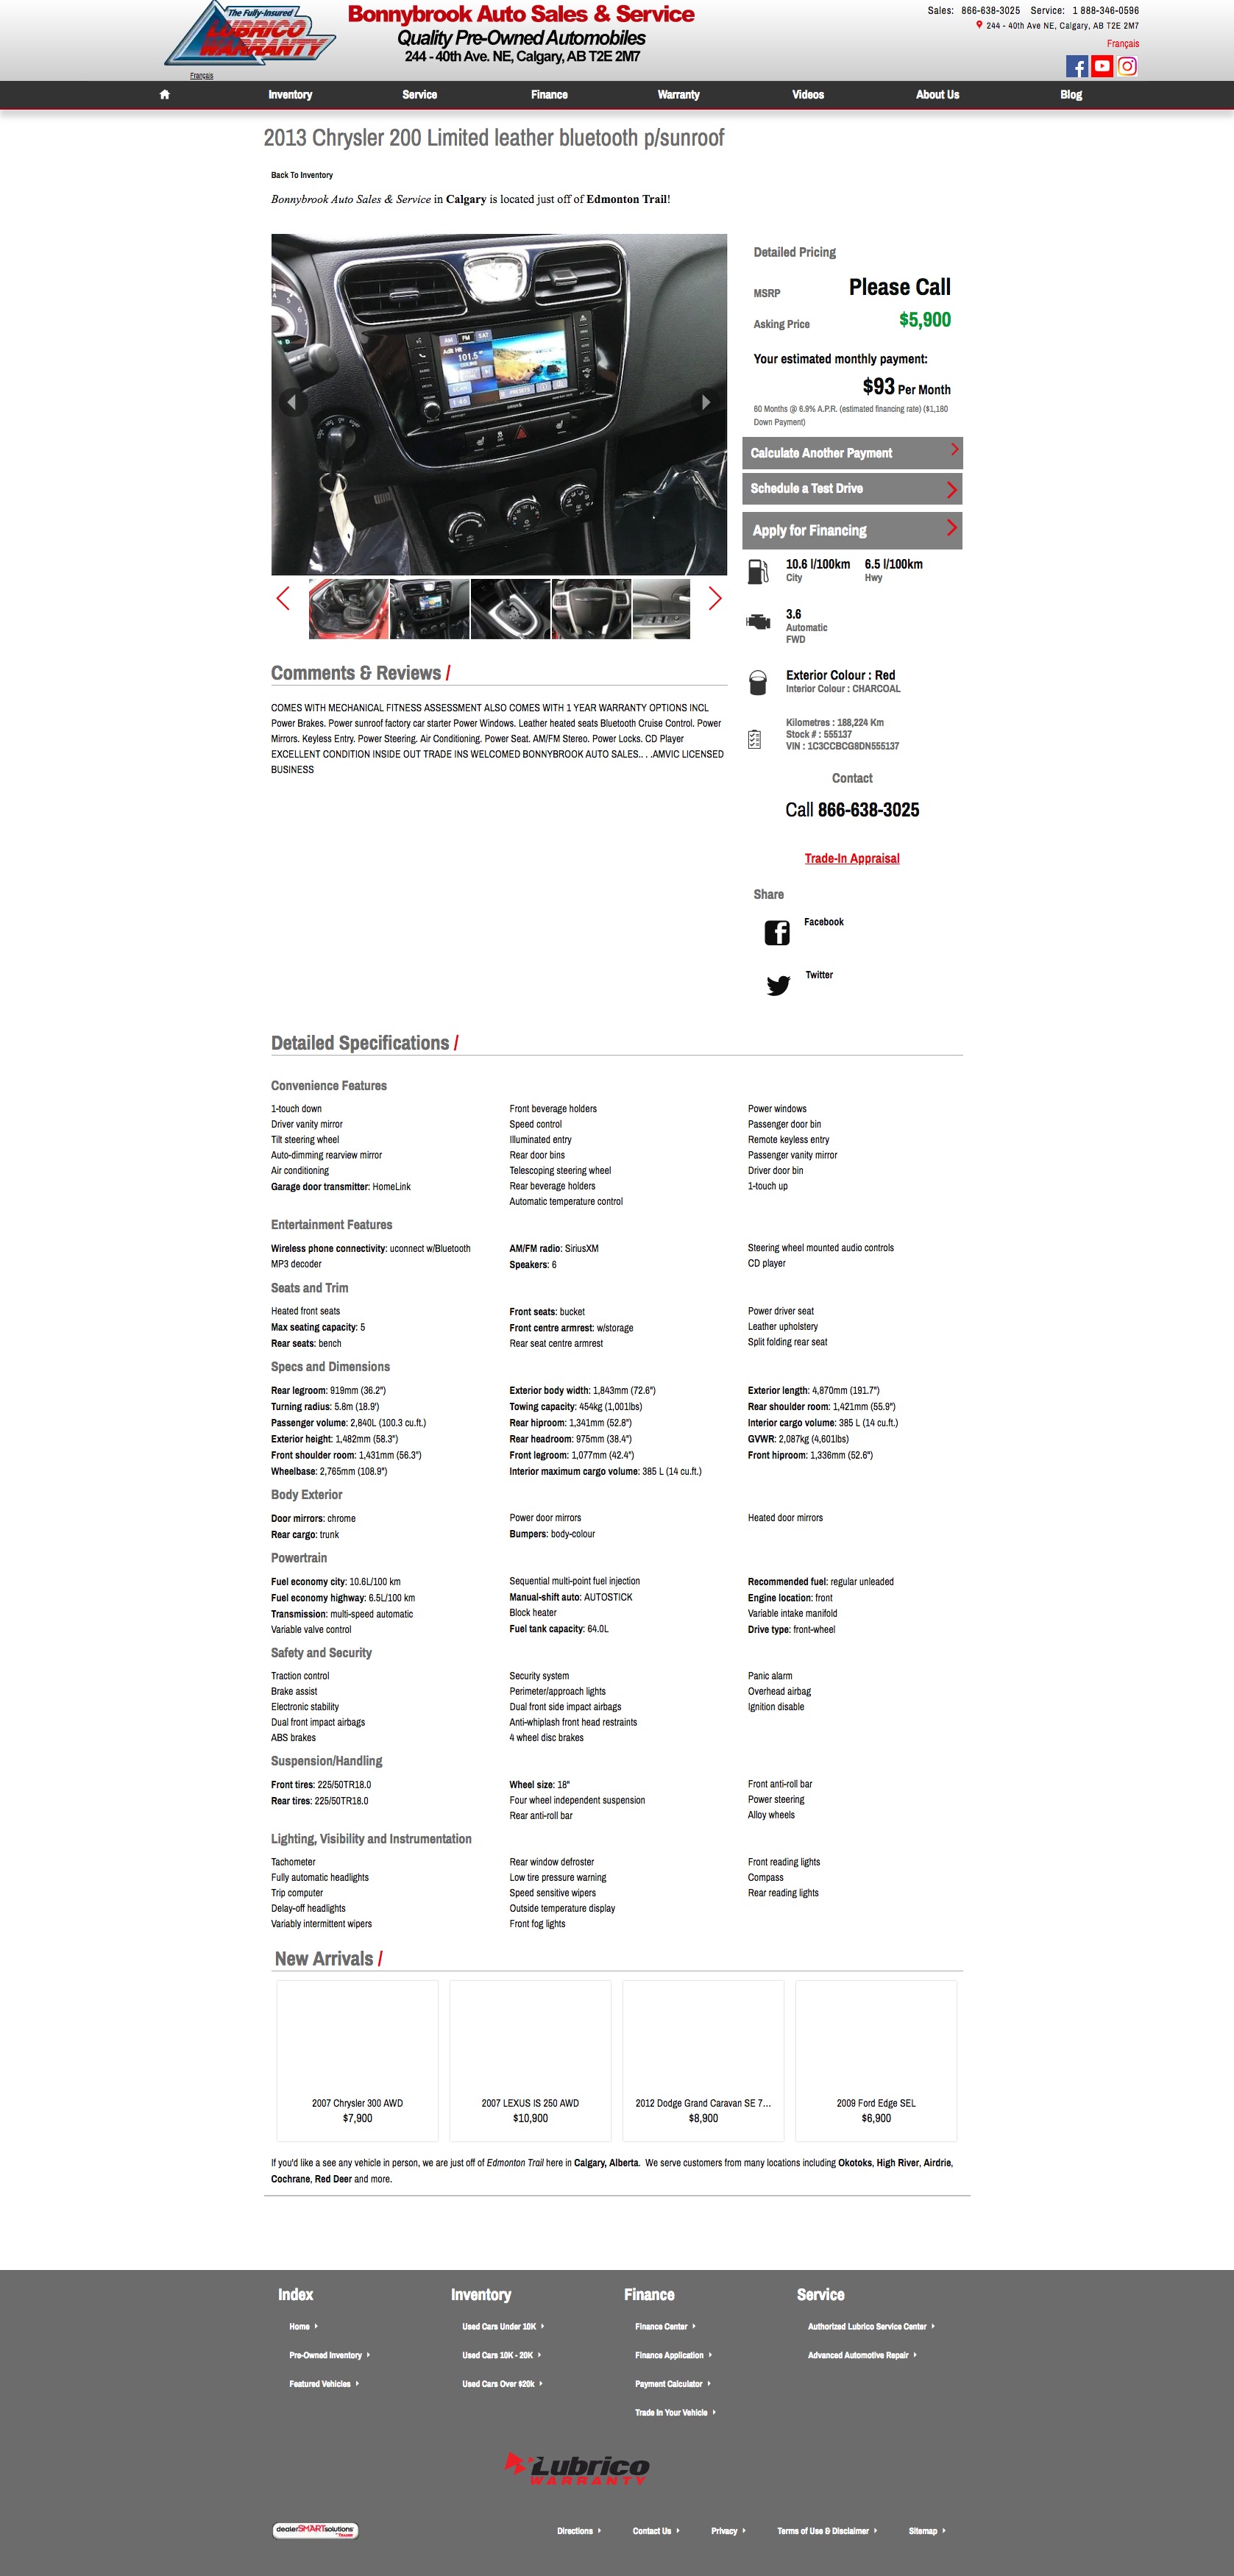 The Fully-Insured
LUBRICO
WARRANTY
Français
Bonnybrook Auto Sales & Service
Quality Pre-Owned Automobiles
244 - 40th Ave. NE, Calgary, AB T2E 2M7
Sales: 866-638-3025 Service: 1 888-346-0596
244 - 40th Ave NE, Calgary, AB T2E 2M7
Français
Inventory Service Finance Warranty Videos About Us Blog
2013 Chrysler 200 Limited leather bluetooth p/sunroof
Back To Inventory
Bonnybrook Auto Sales & Service in Calgary is located just off of Edmonton Trail!
AM FM SAT
101.5
1:46
PRESETS
Detailed Pricing
MSRP Please Call
Asking Price $5,900
Your estimated monthly payment:
$93 Per Month
60 Months @ 6.9% A.P.R. (estimated financing rate) ($1,180
Down Payment)
Calculate Another Payment
Schedule a Test Drive
Apply for Financing
10.6 l/100km 6.5 l/100km
City Hwy
3.6
Automatic
FWD
Exterior Colour : Red
Interior Colour : CHARCOAL
Kilometres : 188,224 Km
Stock # : 555137
VIN : 1C3CCBCG8DN555137
Contact
Call 866-638-3025
Trade-In Appraisal
Share
Facebook
Twitter
Comments & Reviews /
COMES WITH MECHANICAL FITNESS ASSESSMENT ALSO COMES WITH 1 YEAR WARRANTY OPTIONS INCL
Power Brakes. Power sunroof factory car starter Power Windows. Leather heated seats Bluetooth Cruise Control. Power
Mirrors. Keyless Entry. Power Steering. Air Conditioning. Power Seat. AM/FM Stereo. Power Locks. CD Player
EXCELLENT CONDITION INSIDE OUT TRADE INS WELCOMED BONNYBROOK AUTO SALES.. . .AMVIC LICENSED
BUSINESS
Detailed Specifications /
Convenience Features
1-touch down Front beverage holders Power windows
Driver vanity mirror Speed control Passenger door bin
Tilt steering wheel Illuminated entry Remote keyless entry
Auto-dimming rearview mirror Rear door bins Passenger vanity mirror
Air conditioning Telescoping steering wheel Driver door bin
Garage door transmitter: HomeLink Rear beverage holders 1-touch up
Automatic temperature control
Entertainment Features
Wireless phone connectivity: uconnect w/Bluetooth AM/FM radio: SiriusXM Steering wheel mounted audio controls
MP3 decoder Speakers: 6 CD player
Seats and Trim
Heated front seats Front seats: bucket Power driver seat
Max seating capacity: 5 Front centre armrest: w/storage Leather upholstery
Rear seats: bench Rear seat centre armrest Split folding rear seat
Specs and Dimensions
Rear legroom: 919mm (36.2") Exterior body width: 1,843mm (72.6") Exterior length: 4,870mm (191.7")
Turning radius: 5.8m (18.9') Towing capacity: 454kg (1,001lbs) Rear shoulder room: 1,421mm (55.9")
Passenger volume: 2,840L (100.3 cu.ft.) Rear hiproom: 1,341mm (52.8") Interior cargo volume: 385 L (14 cu.ft.)
Exterior height: 1,482mm (58.3") Rear headroom: 975mm (38.4") GVWR: 2,087kg (4,601lbs)
Front shoulder room: 1,431mm (56.3") Front legroom: 1,077mm (42.4") Front hiproom: 1,336mm (52.6")
Wheelbase: 2,765mm (108.9") Interior maximum cargo volume: 385 L (14 cu.ft.)
Body Exterior
Door mirrors: chrome Power door mirrors Heated door mirrors
Rear cargo: trunk Bumpers: body-colour
Powertrain
Fuel economy city: 10.6L/100 km Sequential multi-point fuel injection Recommended fuel: regular unleaded
Fuel economy highway: 6.5L/100 km Manual-shift auto: AUTOSTICK Engine location: front
Transmission: multi-speed automatic Block heater Variable intake manifold
Variable valve control Fuel tank capacity: 64.0L Drive type: front-wheel
Safety and Security
Traction control Security system Panic alarm
Brake assist Perimeter/approach lights Overhead airbag
Electronic stability Dual front side impact airbags Ignition disable
Dual front impact airbags Anti-whiplash front head restraints
ABS brakes 4 wheel disc brakes
Suspension/Handling
Front tires: 225/50TR18.0 Wheel size: 18" Front anti-roll bar
Rear tires: 225/50TR18.0 Four wheel independent suspension Power steering
Rear anti-roll bar Alloy wheels
Lighting, Visibility and Instrumentation
Tachometer Rear window defroster Front reading lights
Fully automatic headlights Low tire pressure warning Compass
Trip computer Speed sensitive wipers Rear reading lights
Delay-off headlights Outside temperature display
Variably intermittent wipers Front fog lights
New Arrivals /
2007 Chrysler 300 AWD 2007 LEXUS IS 250 AWD 2012 Dodge Grand Caravan SE 7... 2009 Ford Edge SEL
$7,900 $10,900 $8,900 $6,900
If you'd like a see any vehicle in person, we are just off of Edmonton Trail here in Calgary, Alberta. We serve customers from many locations including Okotoks, High River, Airdrie,
Cochrane, Red Deer and more.
Index Inventory Finance Service
Home Used Cars Under 10K Finance Center Authorized Lubrico Service Center
Pre-Owned Inventory Used Cars 10K - 20K Finance Application Advanced Automotive Repair
Featured Vehicles Used Cars Over $20k Payment Calculator
Trade In Your Vehicle
Lubrico
WARRANTY
dealerSMARTsolutions
Directions Contact Us Privacy Terms of Use & Disclaimer Sitemap